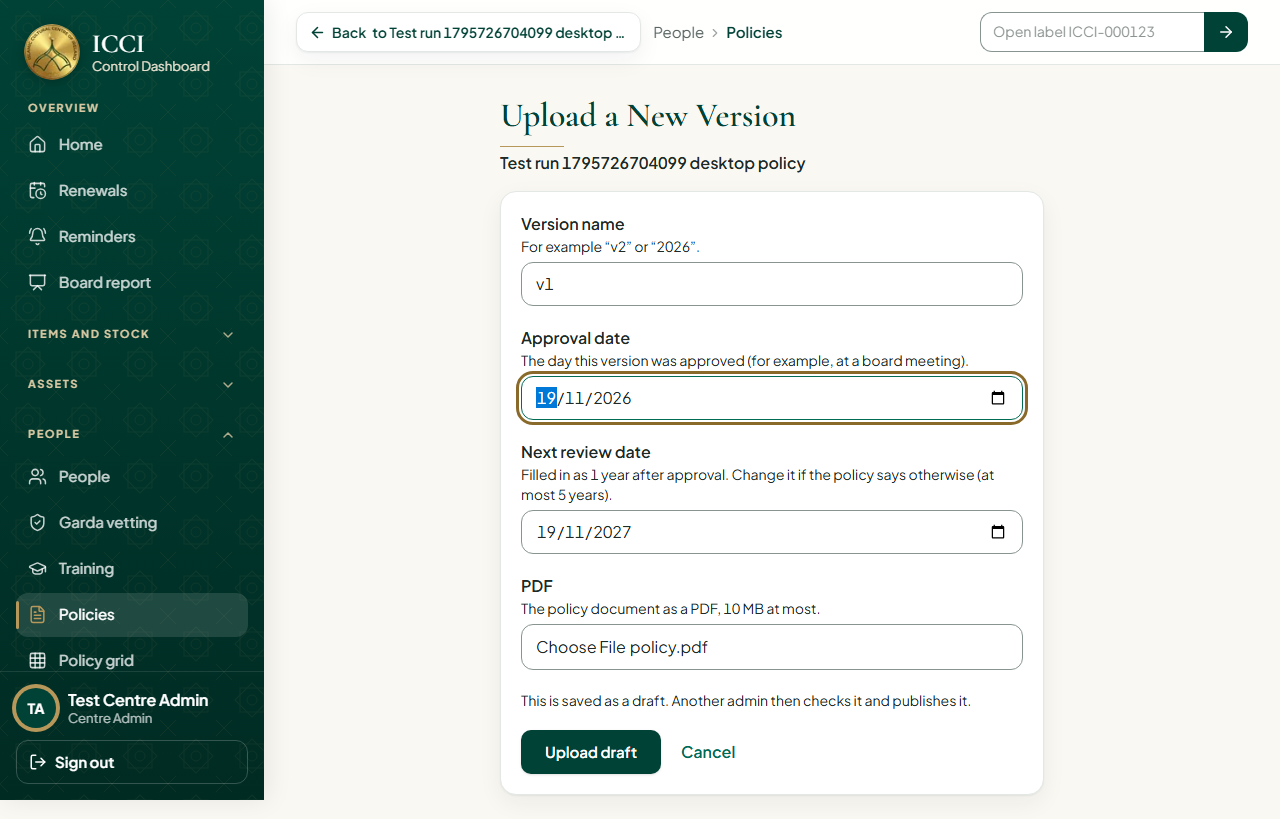 ICCI
Control Dashboard
OVERVIEW
Home
Renewals
Reminders
Board report
ITEMS AND STOCK
ASSETS
PEOPLE
People
Garda vetting
Training
Policies
Policy grid
TA
Test Centre Admin
Centre Admin
Sign out
Back to Test run 1795726704099 desktop ...
People › Policies
Open label ICCI-000123
Upload a New Version
Test run 1795726704099 desktop policy
Version name
For example “v2” or “2026”.
v1
Approval date
The day this version was approved (for example, at a board meeting).
19/11/2026
Next review date
Filled in as 1 year after approval. Change it if the policy says otherwise (at
most 5 years).
19/11/2027
PDF
The policy document as a PDF, 10 MB at most.
Choose File policy.pdf
This is saved as a draft. Another admin then checks it and publishes it.
Upload draft
Cancel